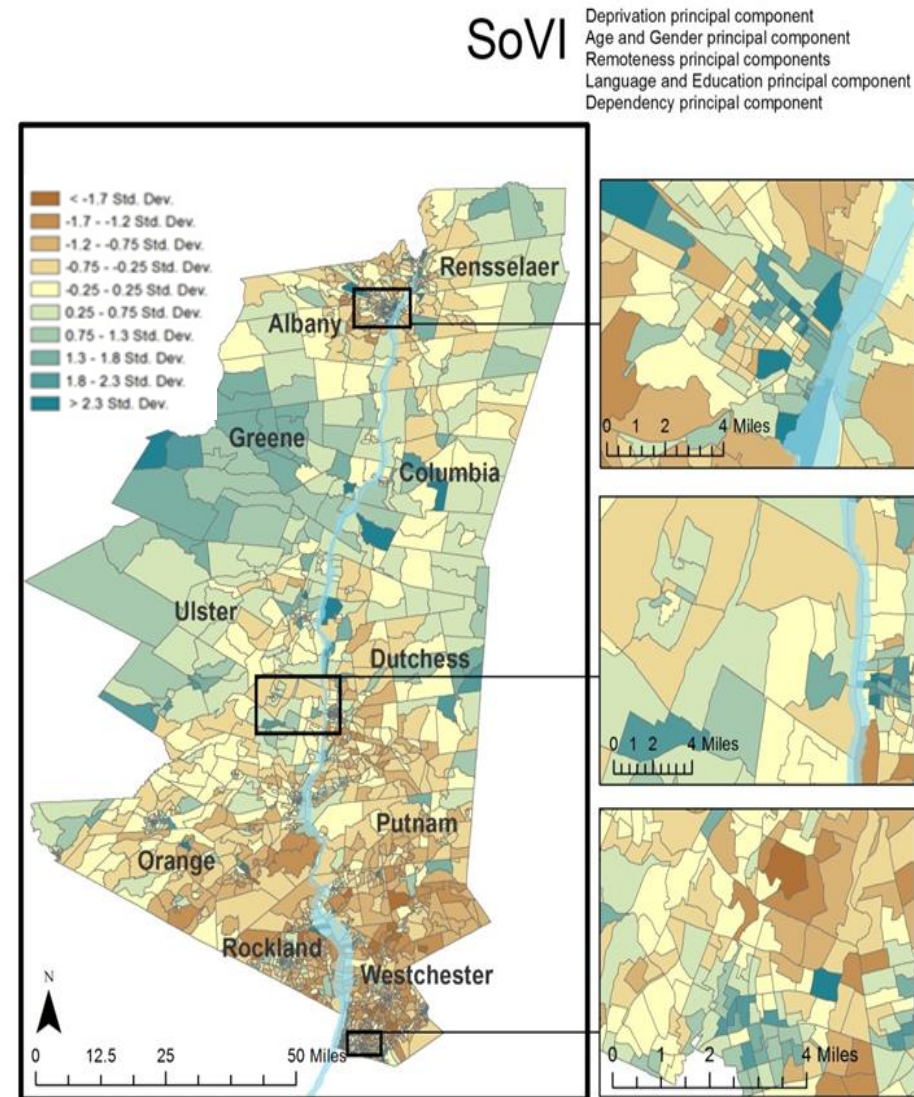 SoVI
Deprivation principal component
Age and Gender principal component
Remoteness principal components
Language and Education principal component
Dependency principal component
< -1.7 Std. Dev.
-1.7 - -1.2 Std. Dev.
-1.2 - -0.75 Std. Dev.
-0.75 - -0.25 Std. Dev.
-0.25 - 0.25 Std. Dev.
0.25 - 0.75 Std. Dev.
0.75 - 1.3 Std. Dev.
1.3 - 1.8 Std. Dev.
1.8 - 2.3 Std. Dev.
> 2.3 Std. Dev.
Rensselaer
Albany
Greene
Columbia
Ulster
Dutchess
Putnam
Orange
Rockland
Westchester
N
0 12.5 25 50 Miles
0 1 2 4 Miles
0 1 2 4 Miles
0 1 2 4 Miles